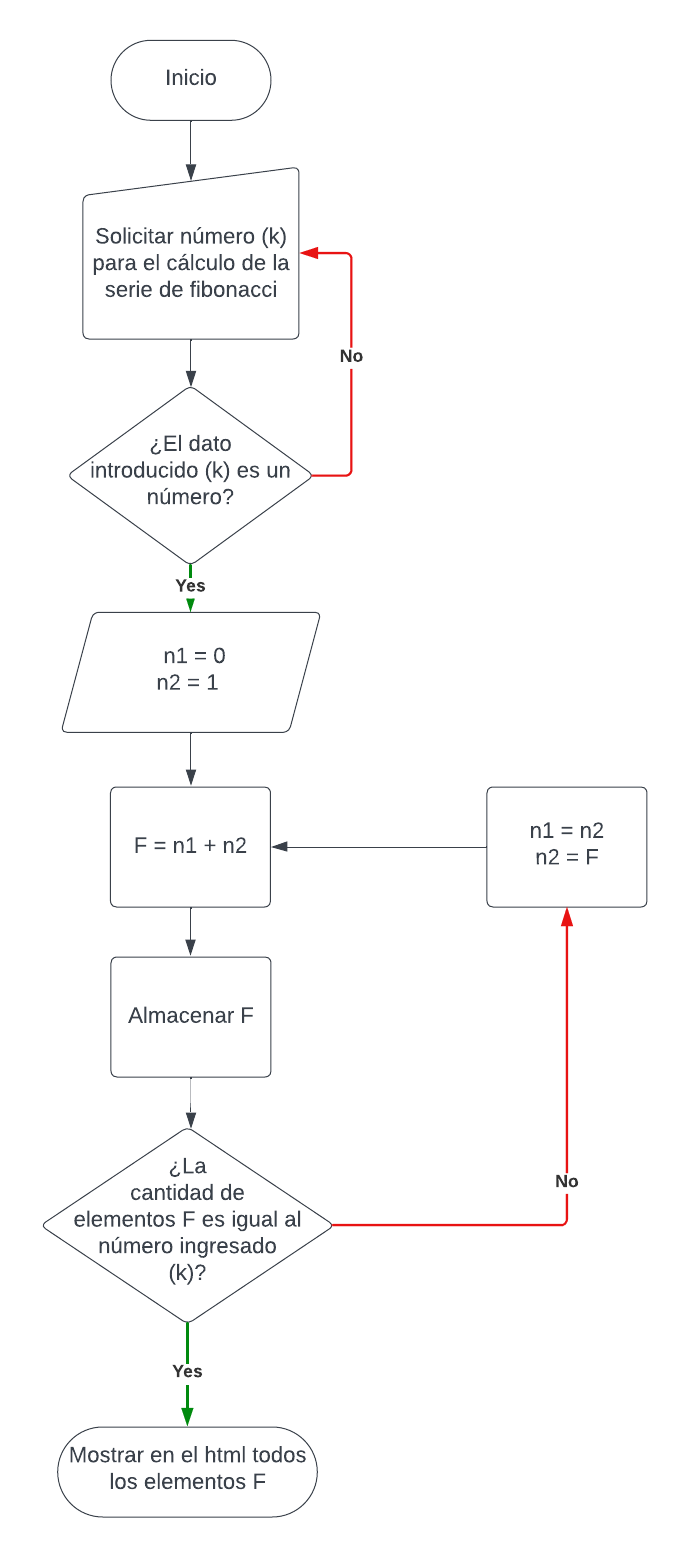 Inicio
Solicitar número (k)
para el cálculo de la
serie de fibonacci
No
¿El dato
introducido (k) es un
número?
Yes
n1 = 0
n2 = 1
F = n1 + n2
n1 = n2
n2 = F
Almacenar F
¿La
cantidad de
elementos F es igual al
número ingresado
(k)?
No
Yes
Mostrar en el html todos
los elementos F